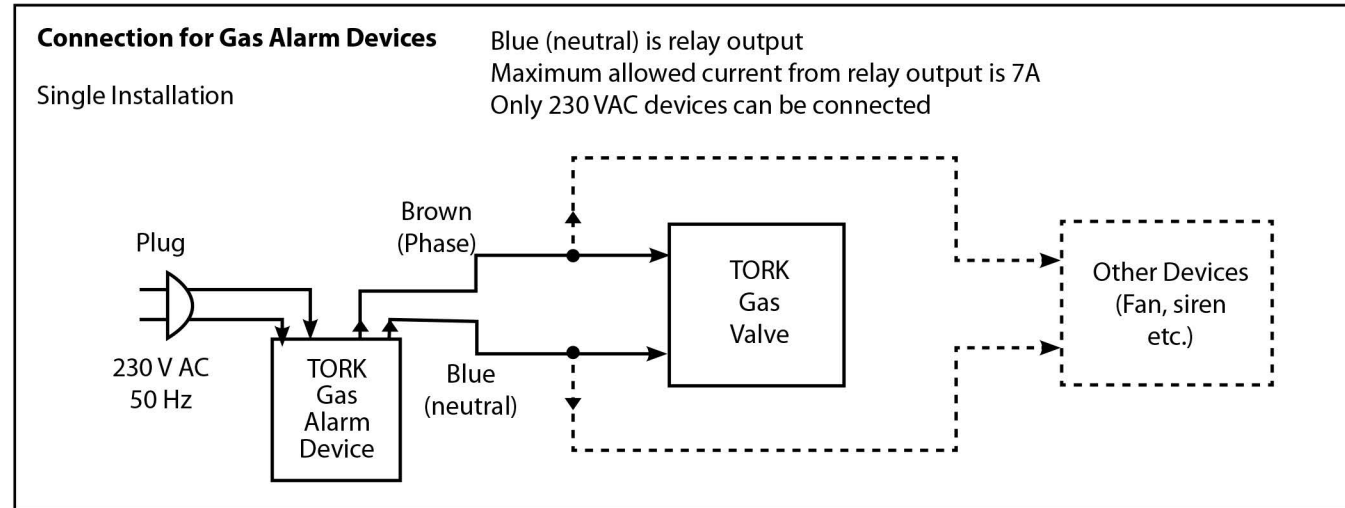 Connection for Gas Alarm Devices
Single Installation
Blue (neutral) is relay output
Maximum allowed current from relay output is 7A
Only 230 VAC devices can be connected
Plug
230 V AC
50 Hz
TORK
Gas
Alarm
Device
Brown
(Phase)
Blue
(neutral)
TORK
Gas
Valve
Other Devices
(Fan, siren
etc.)